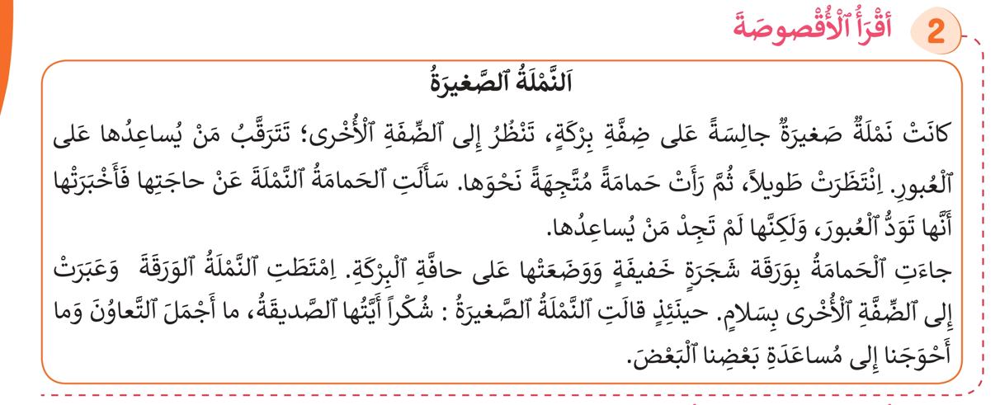 2 أَقْرَأُ ٱلْأُقْصوصَةَ
اَلنَّمْلَةُ ٱلصَّغيرَةُ
كانَتْ نَمْلَةٌ صَغيرَةٌ جالِسَةً عَلى ضِفَّةِ بِرْكَةٍ، تَنْظُرُ إِلى ٱلضِّفَةِ ٱلْأُخْرى؛ تَتَرَقَّبُ مَنْ يُساعِدُها عَلى
ٱلْعُبورِ. اِنْتَظَرَتْ طَويلاً، ثُمَّ رَأَتْ حَمامَةً مُتَّجِهَةً نَحْوَها. سَأَلَتِ ٱلحَمامَةُ ٱلنَّمْلَةَ عَنْ حاجَتِها فَأَخْبَرَتْها
أَنَّها تَوَدُّ ٱلْعُبورَ، وَلَكِنَّها لَمْ تَجِدْ مَنْ يُساعِدُها.
جاءَتِ ٱلْحَمامَةُ بِوَرَقَة شَجَرَةٍ خَفيفَةٍ وَوَضَعَتْها عَلى حافَّةِ ٱلْبِرْكَةِ. اِمْتَطَتِ ٱلنَّمْلَةُ ٱلوَرَقَةَ وَعَبَرَتْ
إِلى ٱلضِّفَّةِ ٱلْأُخْرى بِسَلامٍ. حينَئِذٍ قالَتِ ٱلنَّمْلَةُ ٱلصَّغيرَةُ : شُكْراً أَيَّتُها ٱلصَّديقَةُ، ما أَجْمَلَ ٱلتَّعاوُنَ وَما
أَحْوَجَنا إِلى مُساعَدَةِ بَعْضِنا ٱلْبَعْضَ.